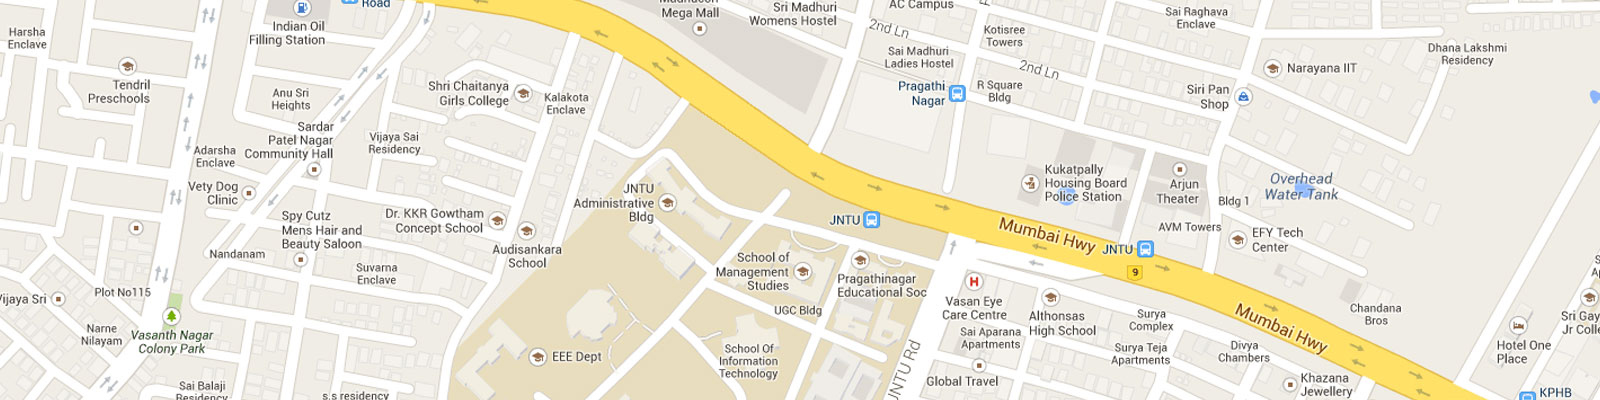 Road
Indian Oil
Filling Station
Harsha
Enclave
Tendril
Preschools
Anu Sri
Heights
Shri Chaitanya
Girls College
Kalakota
Enclave
Sardar
Patel Nagar
Community Hall
Vijaya Sai
Residency
Adarsha
Enclave
Vety Dog
Clinic
Spy Cutz
Mens Hair and
Beauty Saloon
Dr. KKR Gowtham
Concept School
Audisankara
School
Nandanam
Suvarna
Enclave
Plot No115
Vijaya Sri
Narne
Nilayam
Vasanth Nagar
Colony Park
Sai Balaji
Residency
s.s residency
Mega Mall
Sri Madhuri
Womens Hostel
AC Campus
2nd Ln
Sai Madhuri
Ladies Hostel
Kotisree
Towers
2nd Ln
Sai Raghava
Enclave
Dhana Lakshmi
Residency
Narayana IIT
Siri Pan
Shop
Pragathi
Nagar
R Square
Bldg
Kukatpally
Housing Board
Police Station
Arjun
Theater
Overhead
Water Tank
Bldg 1
AVM Towers
EFY Tech
Center
JNTU
Administrative
Bldg
JNTU
Mumbai Hwy
JNTU
9
School of
Management
Studies
Pragathinagar
Educational Soc
UGC Bldg
EEE Dept
School Of
Information
Technology
JNTU Rd
Vasan Eye
Care Centre
H
Althonsas
High School
Sai Aparana
Apartments
Surya
Complex
Surya Teja
Apartments
Global Travel
Mumbai Hwy
Divya
Chambers
Chandana
Bros
Khazana
Jewellery
Hotel One
Place
Sri Gay
Jr Colle
KPHB